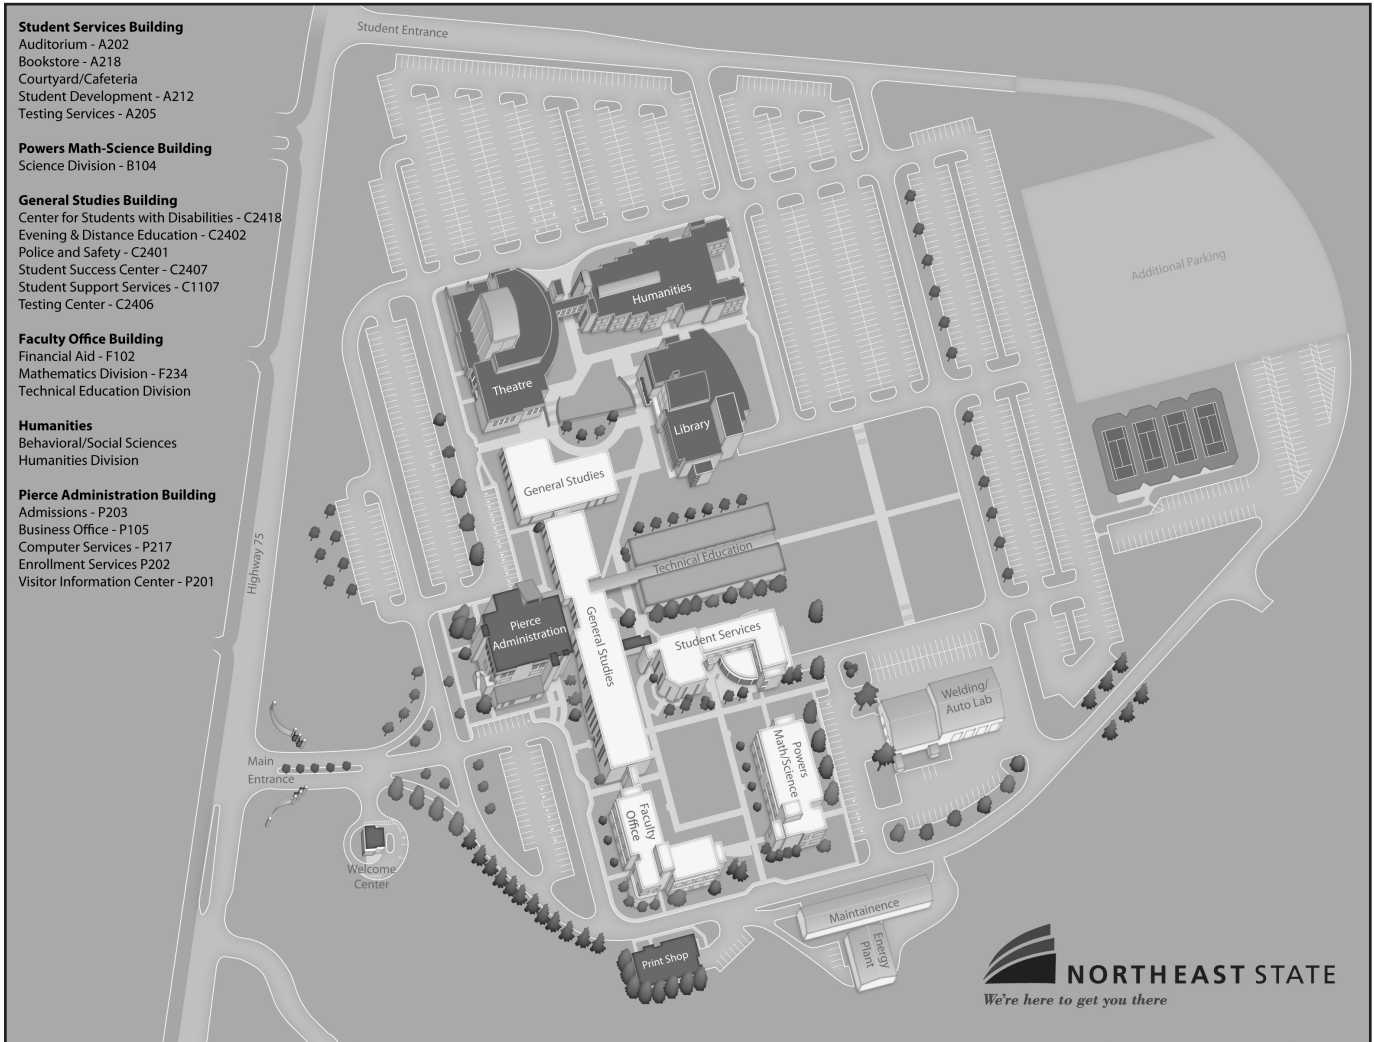 Student Services Building
Auditorium - A202
Bookstore - A218
Courtyard/Cafeteria
Student Development - A212
Testing Services - A205
Powers Math-Science Building
Science Division - B104
General Studies Building
Center for Students with Disabilities - C2418
Evening & Distance Education - C2402
Police and Safety - C2401
Student Success Center - C2407
Student Support Services - C1107
Testing Center - C2406
Faculty Office Building
Financial Aid - F102
Mathematics Division - F234
Technical Education Division
Humanities
Behavioral/Social Sciences
Humanities Division
Pierce Administration Building
Admissions - P203
Business Office - P105
Computer Services - P217
Enrollment Services P202
Visitor Information Center - P201
Student Entrance
Additional Parking
Humanities
Theatre
Library
General Studies
Highway 75
Technical Education
Pierce
Administration
General Studies
Student Services
Welding/
Auto Lab
Main
Entrance
Powers
Math/Science
Faculty
Office
Welcome
Center
Maintainence
Energy
Plant
Print Shop
NORTHEAST STATE
We're here to get you there